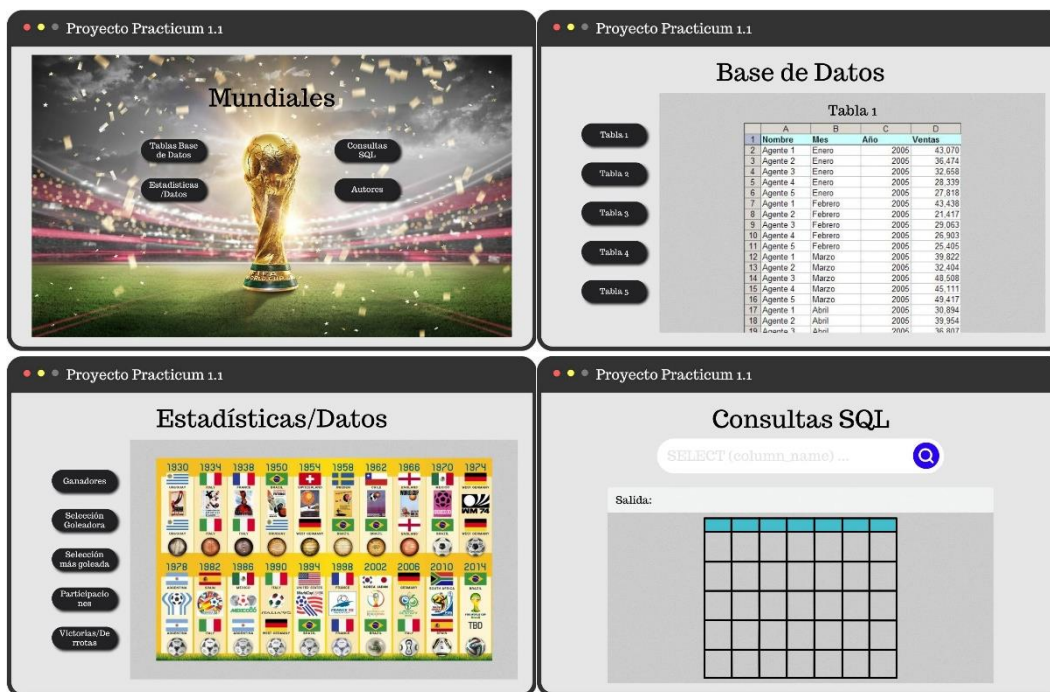 Proyecto Practicum 1.1
Mundiales
Tablas Base
de Datos
Consultas
SQL
Estadisticas
/Datos
Autores
Proyecto Practicum 1.1
Base de Datos
Tabla 1
Tabla 2
Tabla 3
Tabla 4
Tabla 5
Tabla 1
A B C D
1 Nombre Mes Año Ventas
2 Agente 1 Enero 2005 43,070
3 Agente 2 Enero 2005 36,474
4 Agente 3 Enero 2005 32,658
5 Agente 4 Enero 2005 28,339
6 Agente 5 Enero 2005 27,818
7 Agente 1 Febrero 2005 43,438
8 Agente 2 Febrero 2005 21,417
9 Agente 3 Febrero 2005 29,063
10 Agente 4 Febrero 2005 26,903
11 Agente 5 Febrero 2005 25,405
12 Agente 1 Marzo 2005 39,822
13 Agente 2 Marzo 2005 32,404
14 Agente 3 Marzo 2005 48,508
15 Agente 4 Marzo 2005 45,111
16 Agente 5 Marzo 2005 49,417
17 Agente 1 Abril 2005 30,894
18 Agente 2 Abril 2005 39,954
19 Agente 3 Abril 2005 36,807
Proyecto Practicum 1.1
Estadísticas/Datos
Ganadores
Selección
Goleadora
Selección
más goleada
Participacio
nes
Victorias/De
rrotas
1930 1934 1938 1950 1954 1958 1962 1966 1970 1974
WM 74
1978 1982 1986 1990 1994 1998 2002 2006 2010 2014
TBD
Proyecto Practicum 1.1
Consultas SQL
SELECT (column_name) ...
Salida: